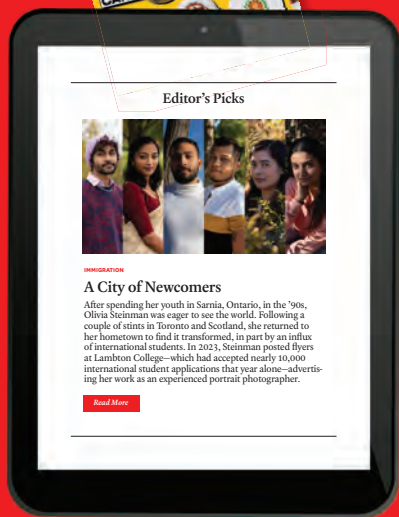 Editor's Picks
IMMIGRATION
A City of Newcomers
After spending her youth in Sarnia, Ontario, in the '90s,
Olivia Steinman was eager to see the world. Following a
couple of stints in Toronto and Scotland, she returned to
her hometown to find it transformed, in part by an influx
of international students. In 2023, Steinman posted flyers
at Lambton College—which had accepted nearly 10,000
international student applications that year alone—advertis-
ing her work as an experienced portrait photographer.
Read More